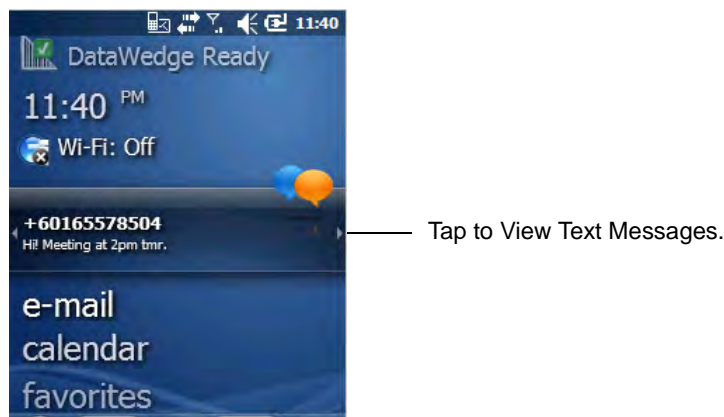 11:40
DataWedge Ready
11:40 PM
Wi-Fi: Off
+60165578504
Hi! Meeting at 2pm tmr.
Tap to View Text Messages.
e-mail
calendar
favorites